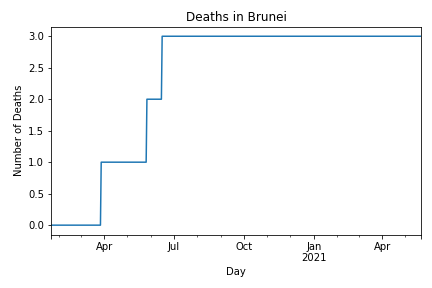 Deaths in Brunei
3.0
2.5
2.0
1.5
1.0
0.5
0.0
Number of Deaths
Apr
Jul
Oct
Jan
2021
Apr
Day